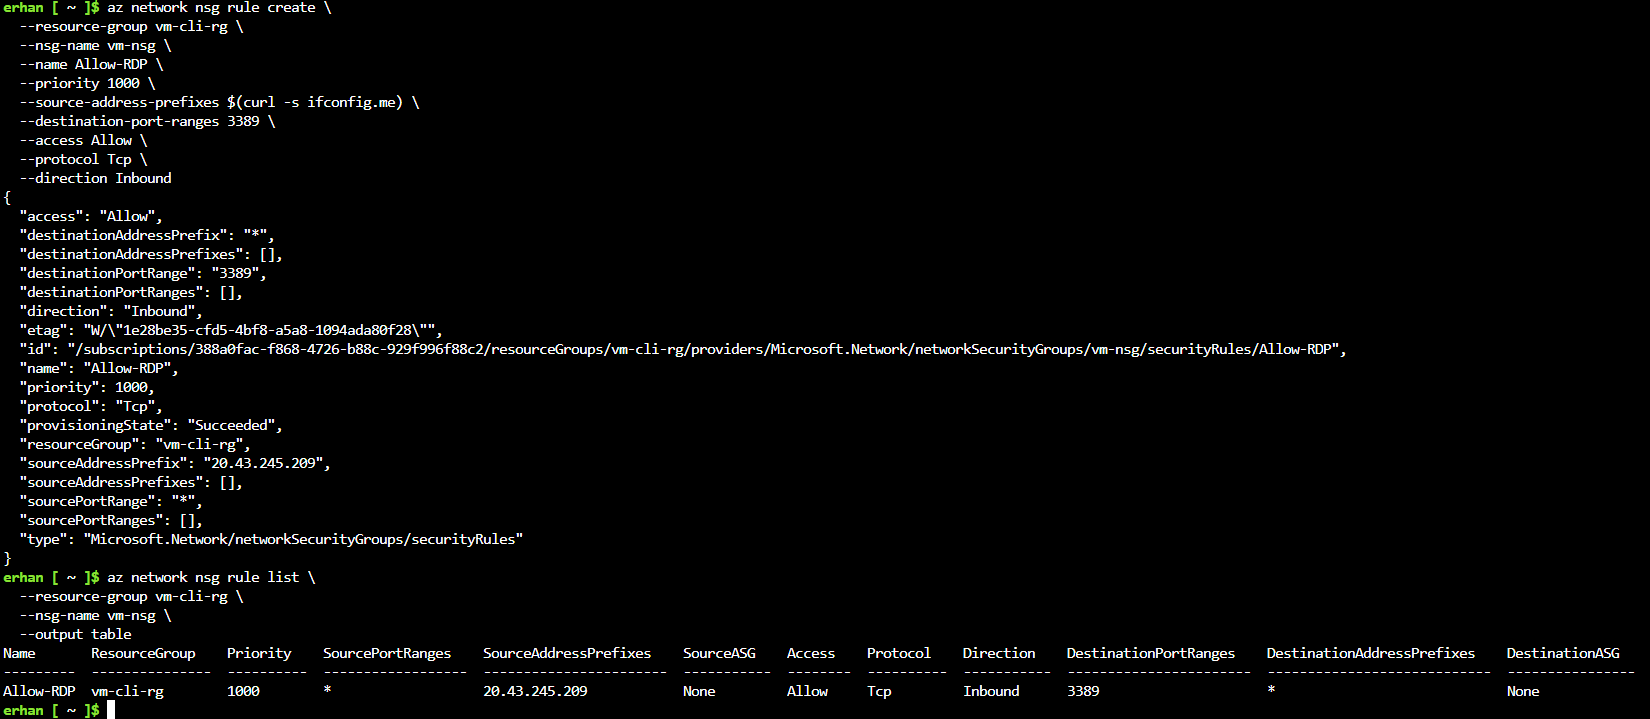 erhan [ ~ ]$ az network nsg rule create \
  --resource-group vm-cli-rg \
  --nsg-name vm-nsg \
  --name Allow-RDP \
  --priority 1000 \
  --source-address-prefixes $(curl -s ifconfig.me) \
  --destination-port-ranges 3389 \
  --access Allow \
  --protocol Tcp \
  --direction Inbound
{
  "access": "Allow",
  "destinationAddressPrefix": "*",
  "destinationAddressPrefixes": [],
  "destinationPortRange": "3389",
  "destinationPortRanges": [],
  "direction": "Inbound",
  "etag": "W/\"1e28be35-cfd5-4bf8-a5a8-1094ada80f28\"",
  "id": "/subscriptions/388a0fac-f868-4726-b88c-929f996f88c2/resourceGroups/vm-cli-rg/providers/Microsoft.Network/networkSecurityGroups/vm-nsg/securityRules/Allow-RDP",
  "name": "Allow-RDP",
  "priority": 1000,
  "protocol": "Tcp",
  "provisioningState": "Succeeded",
  "resourceGroup": "vm-cli-rg",
  "sourceAddressPrefix": "20.43.245.209",
  "sourceAddressPrefixes": [],
  "sourcePortRange": "*",
  "sourcePortRanges": [],
  "type": "Microsoft.Network/networkSecurityGroups/securityRules"
}
erhan [ ~ ]$ az network nsg rule list \
  --resource-group vm-cli-rg \
  --nsg-name vm-nsg \
  --output table
Name       ResourceGroup    Priority    SourcePortRanges    SourceAddressPrefixes    SourceASG    Access    Protocol    Direction    DestinationPortRanges    DestinationAddressPrefixes    DestinationASG
---------  ---------------  ----------  ------------------  -----------------------  -----------  --------  ----------  -----------  -----------------------  ----------------------------  ----------------
Allow-RDP  vm-cli-rg        1000        *                   20.43.245.209            None         Allow     Tcp         Inbound      3389                     *                             None
erhan [ ~ ]$